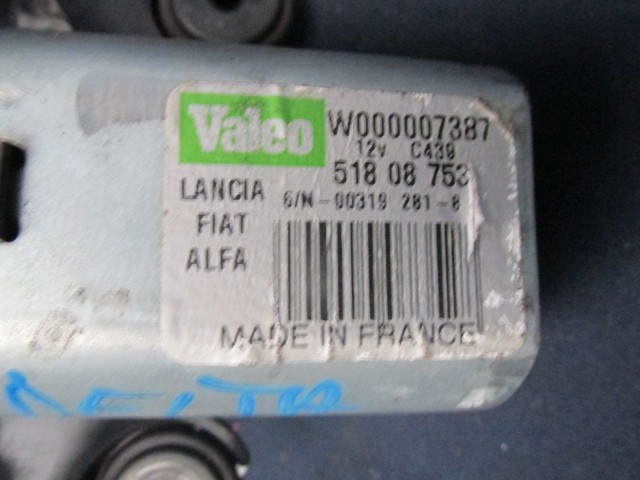 Valeo W000007387
12v C439
518 08 753
LANCIA S/N-00319 281-8
FIAT
ALFA
MADE IN FRANCE